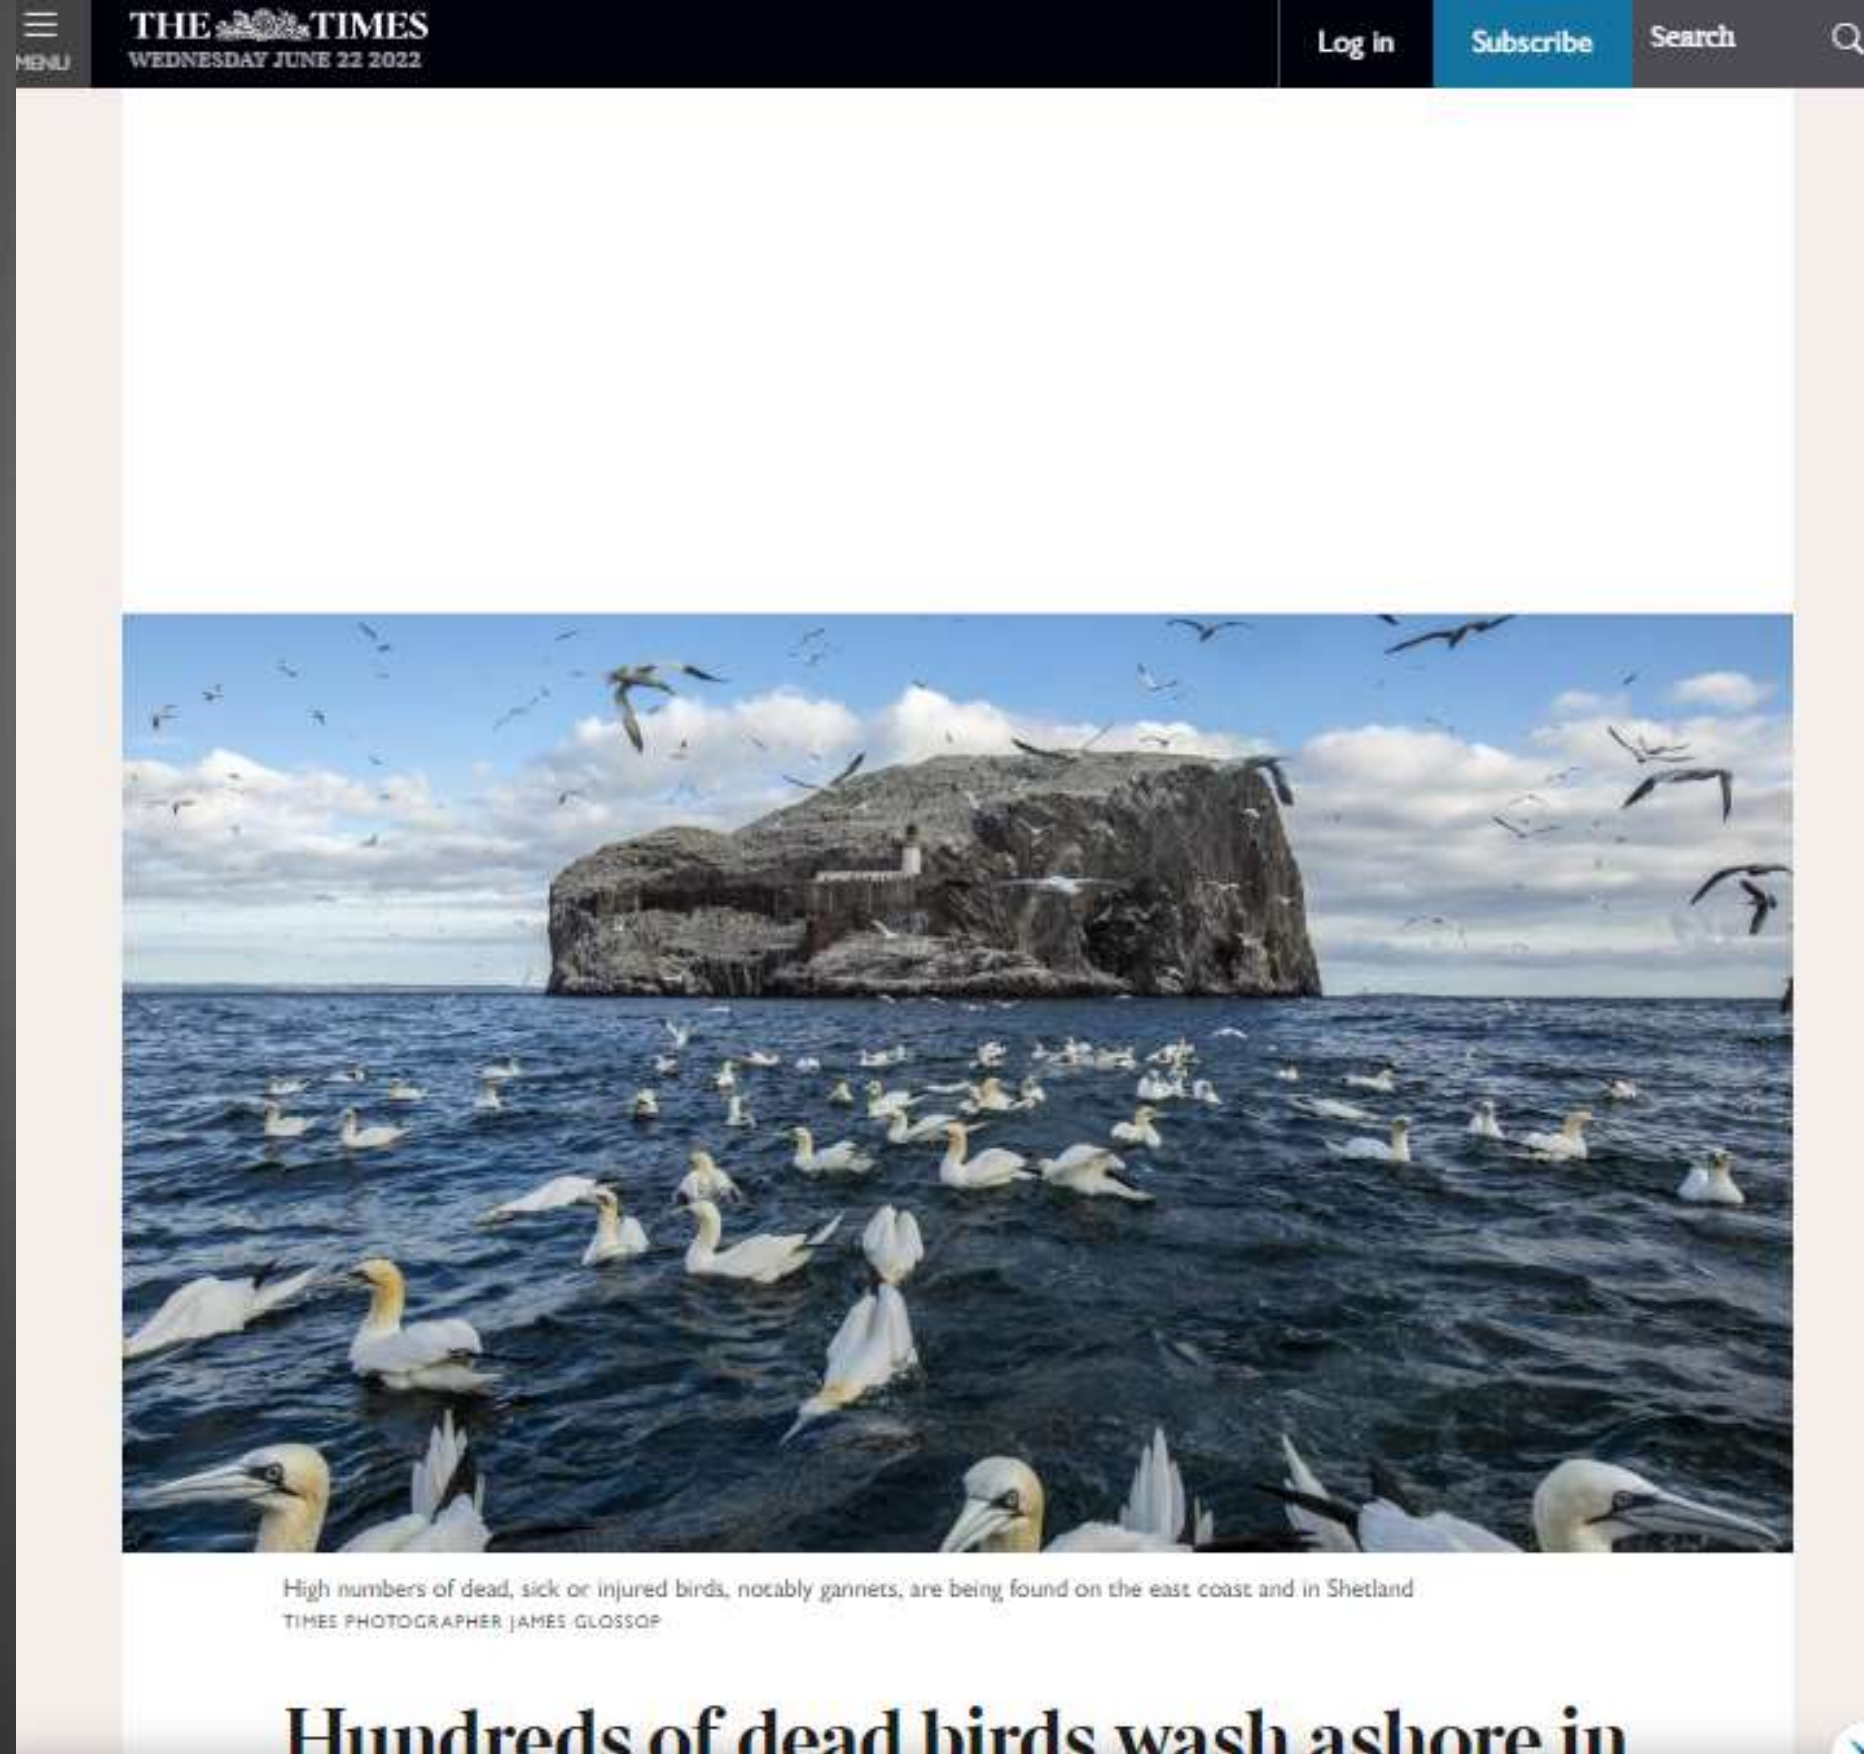 MENU
THE TIMES
WEDNESDAY JUNE 22 2022
Log in
Subscribe
Search
High numbers of dead, sick or injured birds, notably gannets, are being found on the east coast and in Shetland
TIMES PHOTOGRAPHER JAMES GLOSSOP
Hundreds of dead birds wash ashore in